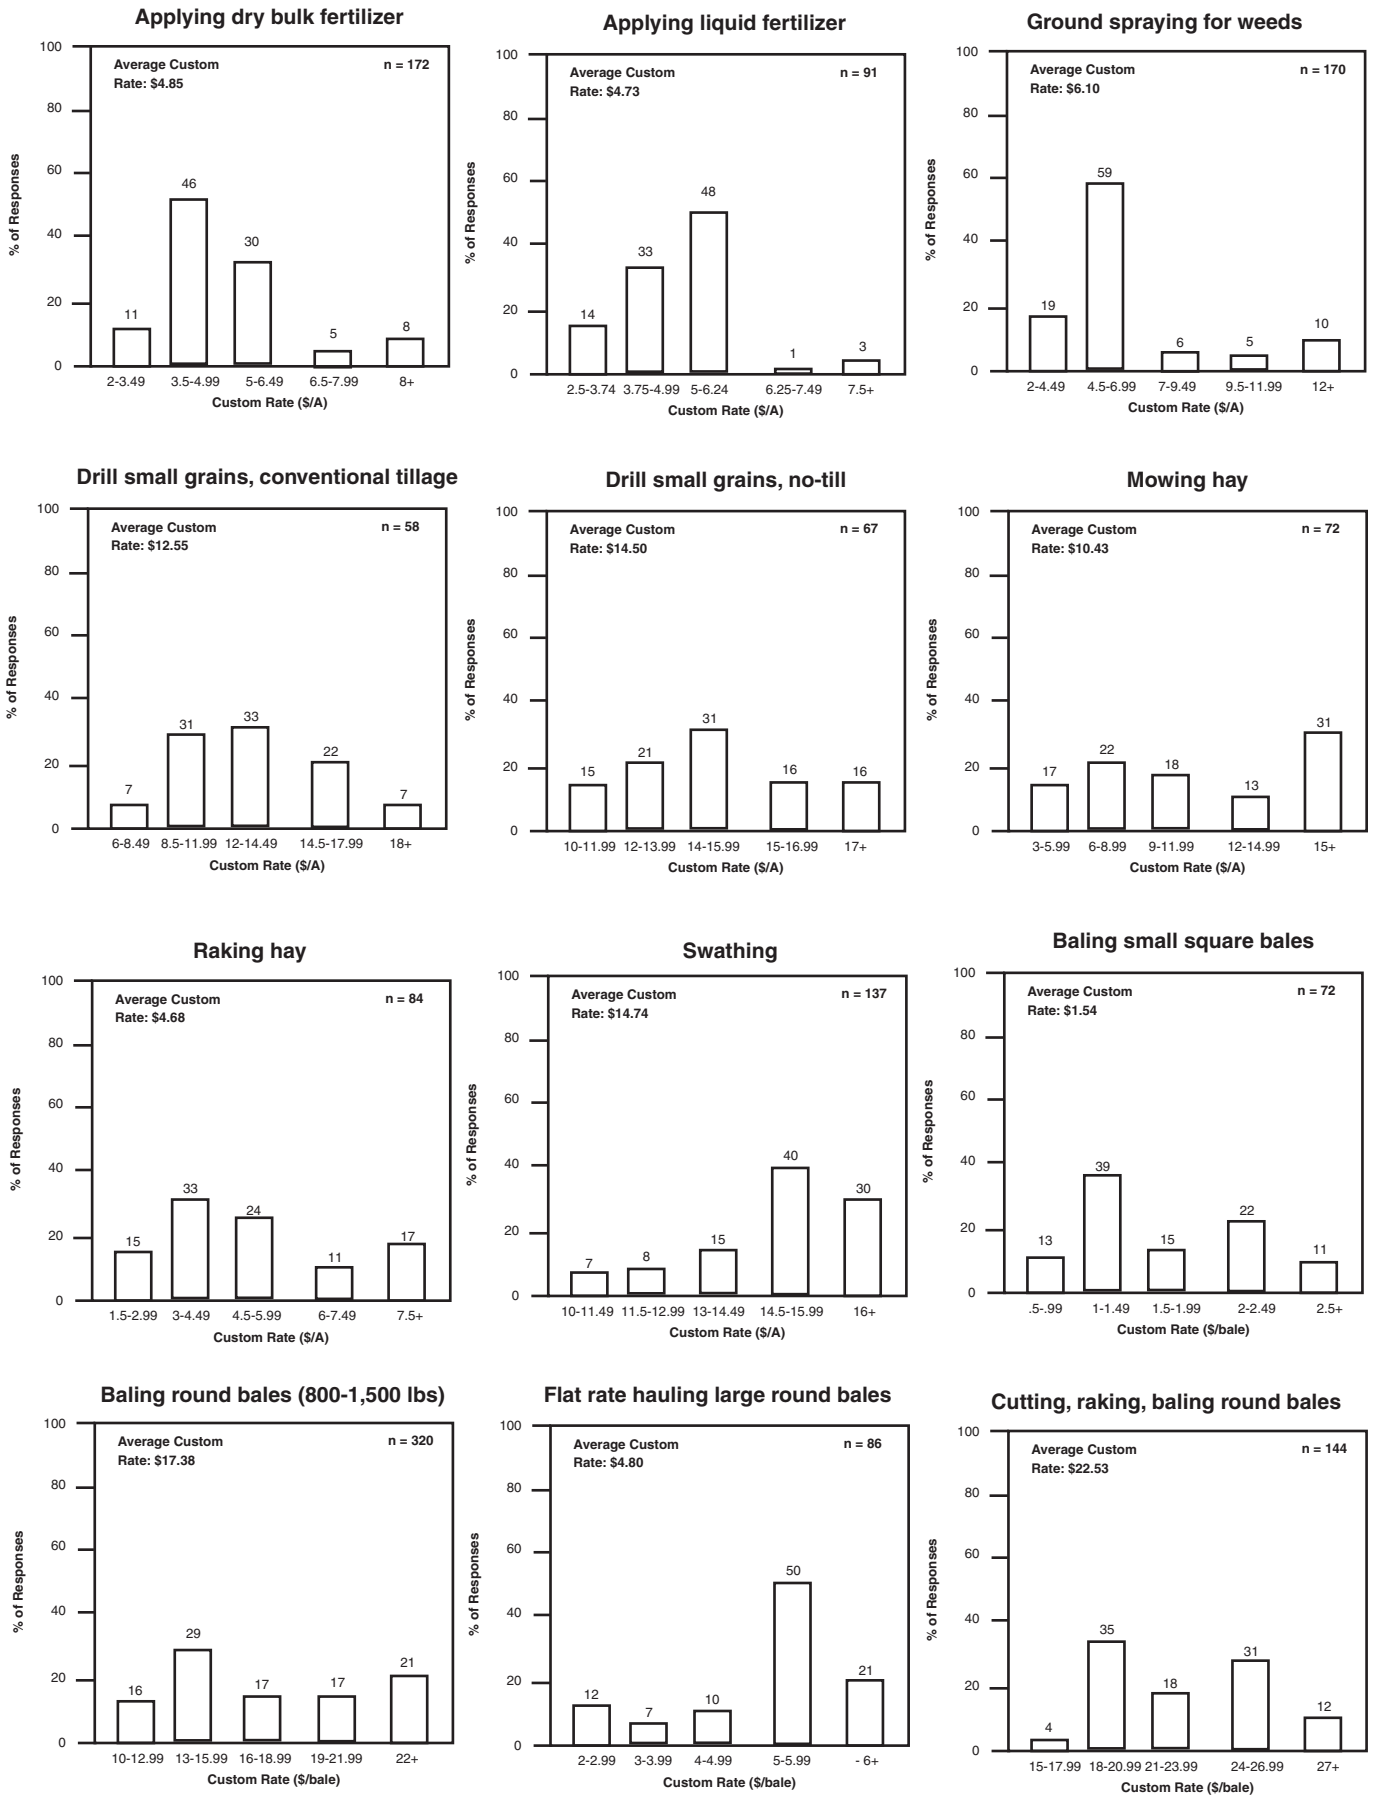 Applying dry bulk fertilizer
Average Custom
Rate: $4.85
n = 172
% of Responses
100
80
60
40
20
0
11
46
30
5
8
2-3.49 3.5-4.99 5-6.49 6.5-7.99 8+
Custom Rate ($/A)
Applying liquid fertilizer
Average Custom
Rate: $4.73
n = 91
% of Responses
100
80
60
40
20
0
14
33
48
1
3
2.5-3.74 3.75-4.99 5-6.24 6.25-7.49 7.5+
Custom Rate ($/A)
Ground spraying for weeds
Average Custom
Rate: $6.10
n = 170
% of Responses
100
80
60
40
20
0
19
59
6
5
10
2-4.49 4.5-6.99 7-9.49 9.5-11.99 12+
Custom Rate ($/A)
Drill small grains, conventional tillage
Average Custom
Rate: $12.55
n = 58
% of Responses
100
80
60
40
20
0
7
31
33
22
7
6-8.49 8.5-11.99 12-14.49 14.5-17.99 18+
Custom Rate ($/A)
Drill small grains, no-till
Average Custom
Rate: $14.50
n = 67
% of Responses
100
80
60
40
20
0
15
21
31
16
16
10-11.99 12-13.99 14-15.99 15-16.99 17+
Custom Rate ($/A)
Mowing hay
Average Custom
Rate: $10.43
n = 72
% of Responses
100
80
60
40
20
0
17
22
18
13
31
3-5.99 6-8.99 9-11.99 12-14.99 15+
Custom Rate ($/A)
Raking hay
Average Custom
Rate: $4.68
n = 84
% of Responses
100
80
60
40
20
0
15
33
24
11
17
1.5-2.99 3-4.49 4.5-5.99 6-7.49 7.5+
Custom Rate ($/A)
Swathing
Average Custom
Rate: $14.74
n = 137
% of Responses
100
80
60
40
20
0
7
8
15
40
30
10-11.49 11.5-12.99 13-14.49 14.5-15.99 16+
Custom Rate ($/A)
Baling small square bales
Average Custom
Rate: $1.54
n = 72
% of Responses
100
80
60
40
20
0
13
39
15
22
11
.5-.99 1-1.49 1.5-1.99 2-2.49 2.5+
Custom Rate ($/bale)
Baling round bales (800-1,500 lbs)
Average Custom
Rate: $17.38
n = 320
% of Responses
100
80
60
40
20
0
16
29
17
17
21
10-12.99 13-15.99 16-18.99 19-21.99 22+
Custom Rate ($/bale)
Flat rate hauling large round bales
Average Custom
Rate: $4.80
n = 86
% of Responses
100
80
60
40
20
0
12
7
10
50
21
2-2.99 3-3.99 4-4.99 5-5.99 - 6+
Custom Rate ($/bale)
Cutting, raking, baling round bales
Average Custom
Rate: $22.53
n = 144
% of Responses
100
80
60
40
20
0
4
35
18
31
12
15-17.99 18-20.99 21-23.99 24-26.99 27+
Custom Rate ($/bale)